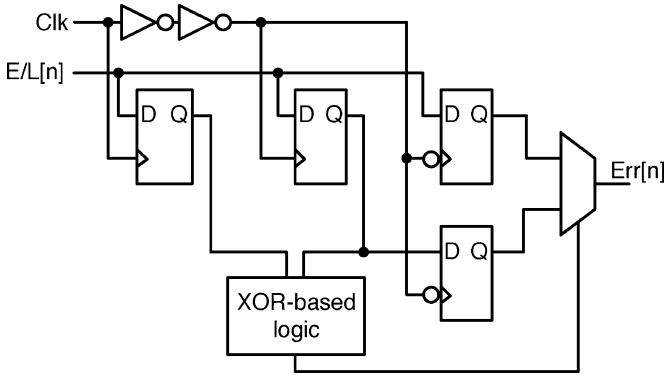 Clk
E/L[n]
D Q
D Q
D Q
Err[n]
D Q
XOR-based
logic